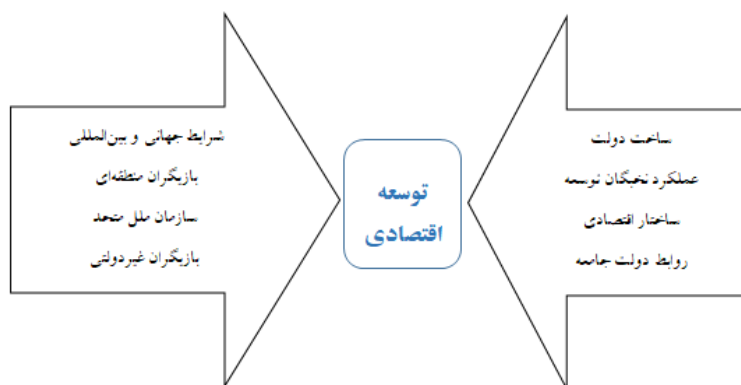 ساخت دولت
عملکرد نخبگان توسعه
ساختار اقتصادی
روابط دولت جامعه
توسعه
اقتصادی
شرایط جهانی و بین‌المللی
بازیگران منطقه‌ای
سازمان ملل متحد
بازیگران غیردولتی